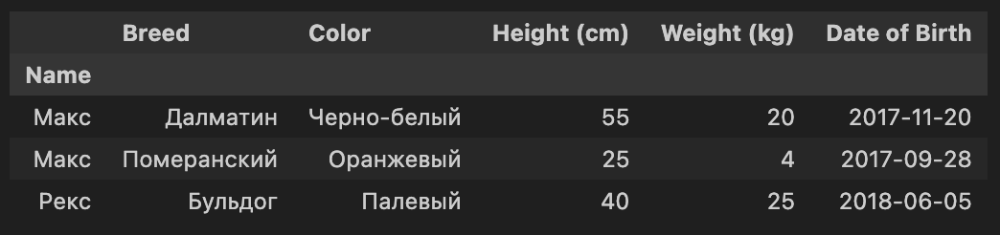 Breed Color Height (cm) Weight (kg) Date of Birth
Name
Макс Далматин Черно-белый 55 20 2017-11-20
Макс Померанский Оранжевый 25 4 2017-09-28
Рекс Бульдог Палевый 40 25 2018-06-05